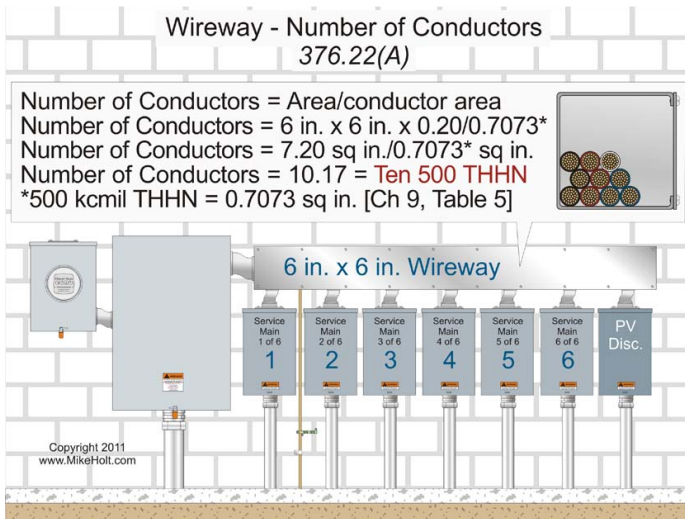 Wireway - Number of Conductors
376.22(A)
Number of Conductors = Area/conductor area
Number of Conductors = 6 in. x 6 in. x 0.20/0.7073*
Number of Conductors = 7.20 sq in./0.7073* sq in.
Number of Conductors = 10.17 = Ten 500 THHN
*500 kcmil THHN = 0.7073 sq in. [Ch 9, Table 5]
6 in. x 6 in. Wireway
Service
Main
1 of 6
1
Service
Main
2 of 6
2
Service
Main
3 of 6
3
Service
Main
4 of 6
4
Service
Main
5 of 6
5
Service
Main
6 of 6
6
PV
Disc.
Copyright 2011
www.MikeHolt.com